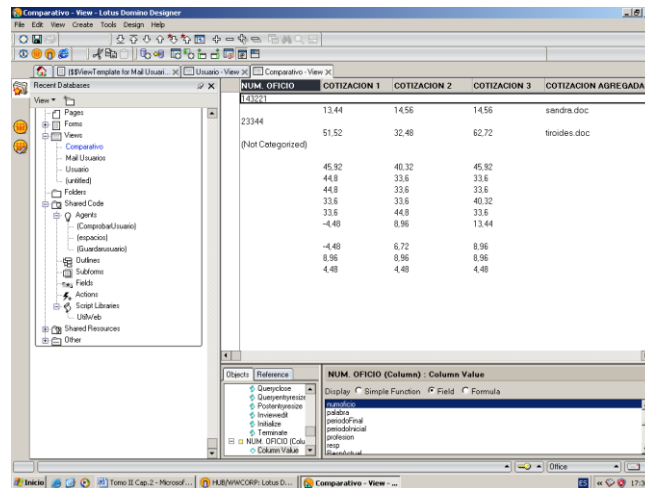 Comparativo - View - Lotus Domino Designer
File Edit View Create Tools Design Help
($$ViewTemplate for Mail Usuari... Usuario - View Comparativo - View
Recent Databases
View
Pages
Forms
Views
Comparativo
Mail Usuarios
Usuario
(untitled)
Folders
Shared Code
Agents
(ComprobarUsuario)
(espacios)
(Guardarusuario)
Outlines
Subforms
Fields
Actions
Script Libraries
UtilWeb
Shared Resources
Other
NUM. OFICIO COTIZACION 1 COTIZACION 2 COTIZACION 3 COTIZACION AGREGADA
143221
13,44 14,56 14,56 sandra.doc
23344
51,52 32,48 62,72 tiroides.doc
(Not Categorized)
45,92 40,32 45,92
44,8 33,6 33,6
44,8 33,6 33,6
33,6 33,6 40,32
33,6 44,8 33,6
-4,48 8,96 13,44
-4,48 6,72 8,96
8,96 8,96 8,96
4,48 4,48 4,48
Objects Reference
Queryclose
Queryentryresize
Postentryresize
Inviewedit
Initialize
Terminate
NUM. OFICIO (Colu
Column Value
NUM. OFICIO (Column) : Column Value
Display Simple Function Field Formula
numoficio
palabra
periodoFinal
periodoInicial
profesion
resp
RespActual
Office
Inicio Tomo II Cap.2 - Microsof... HUB/WWCORP: Lotus D... Comparativo - View - ... ES 17:3